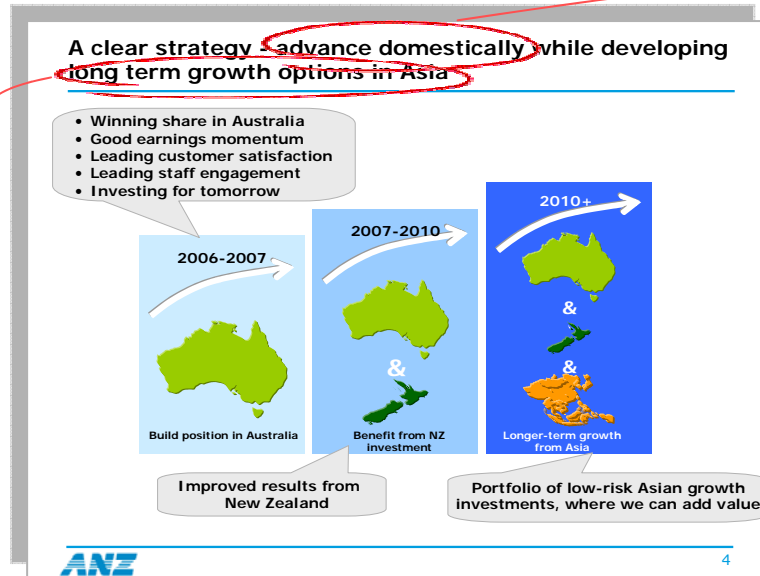 A clear strategy - advance domestically while developing
long term growth options in Asia
• Winning share in Australia
• Good earnings momentum
• Leading customer satisfaction
• Leading staff engagement
• Investing for tomorrow
2006-2007
Build position in Australia
2007-2010
&
Benefit from NZ
investment
2010+
&
&
Longer-term growth
from Asia
Improved results from
New Zealand
Portfolio of low-risk Asian growth
investments, where we can add value
ANZ
4